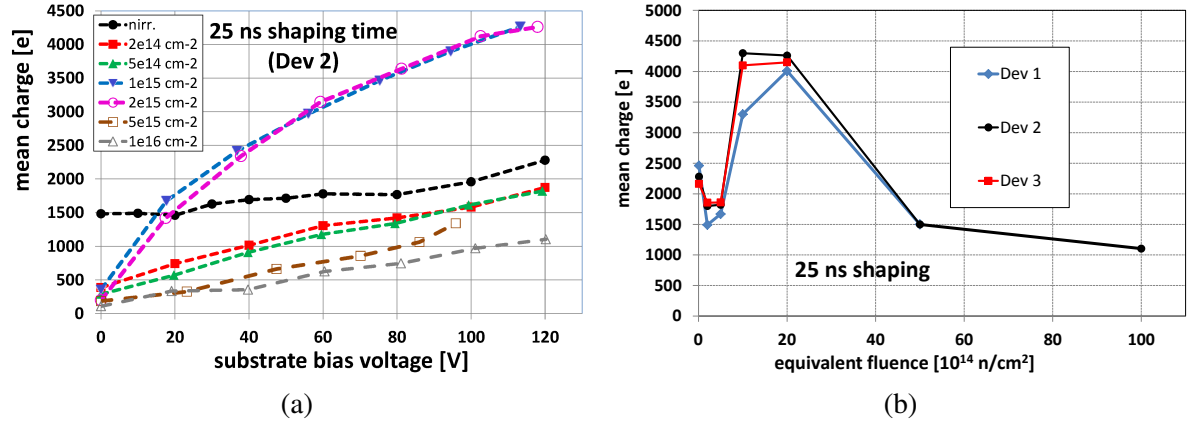 mean charge [e]
4500
4000
3500
3000
2500
2000
1500
1000
500
0
0 20 40 60 80 100 120
substrate bias voltage [V]
25 ns shaping time
(Dev 2)
nirr.
2e14 cm-2
5e14 cm-2
1e15 cm-2
2e15 cm-2
5e15 cm-2
1e16 cm-2
(a)
mean charge [e]
5000
4500
4000
3500
3000
2500
2000
1500
1000
500
0
0 20 40 60 80 100
equivalent fluence [10¹⁴ n/cm²]
25 ns shaping
Dev 1
Dev 2
Dev 3
(b)